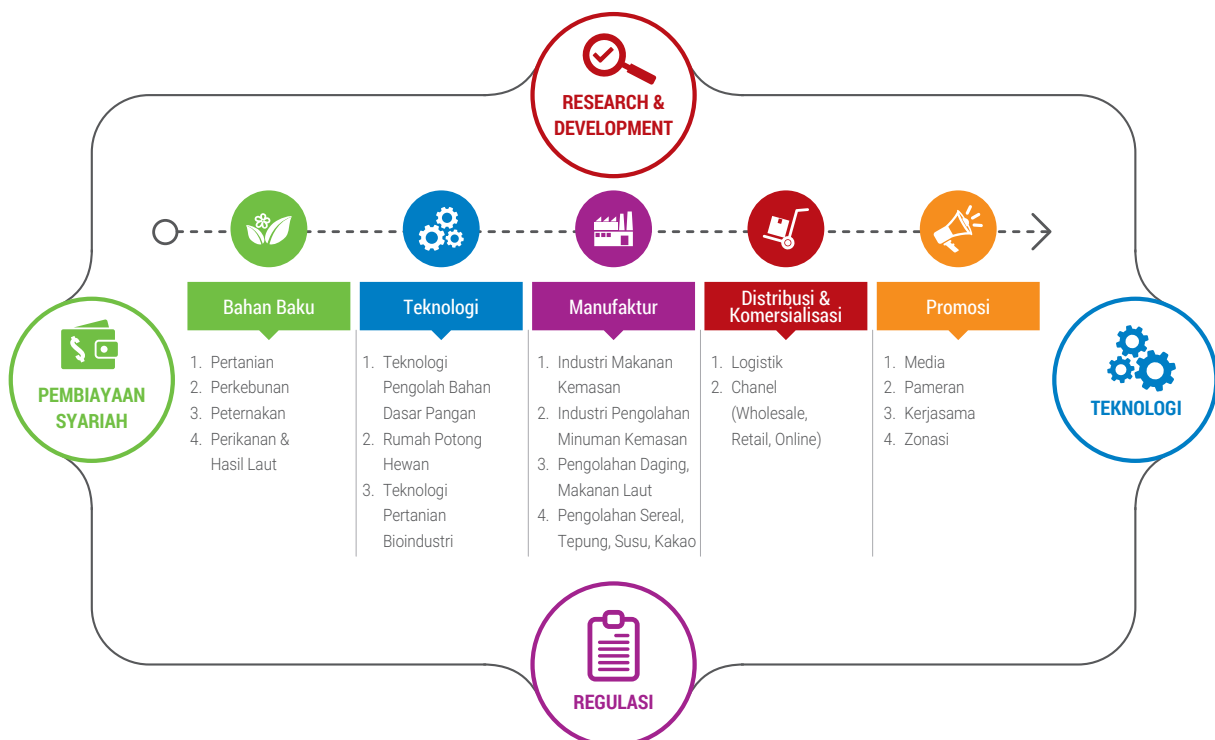 RESEARCH &
DEVELOPMENT
PEMBIAYAAN
SYARIAH
Bahan Baku
1. Pertanian
2. Perkebunan
3. Peternakan
4. Perikanan &
Hasil Laut
Teknologi
1. Teknologi
Pengolah Bahan
Dasar Pangan
2. Rumah Potong
Hewan
3. Teknologi
Pertanian
Bioindustri
Manufaktur
1. Industri Makanan
Kemasan
2. Industri Pengolahan
Minuman Kemasan
3. Pengolahan Daging,
Makanan Laut
4. Pengolahan Sereal,
Tepung, Susu, Kakao
Distribusi &
Komersialisasi
1. Logistik
2. Chanel
(Wholesale,
Retail, Online)
Promosi
1. Media
2. Pameran
3. Kerjasama
4. Zonasi
TEKNOLOGI
REGULASI